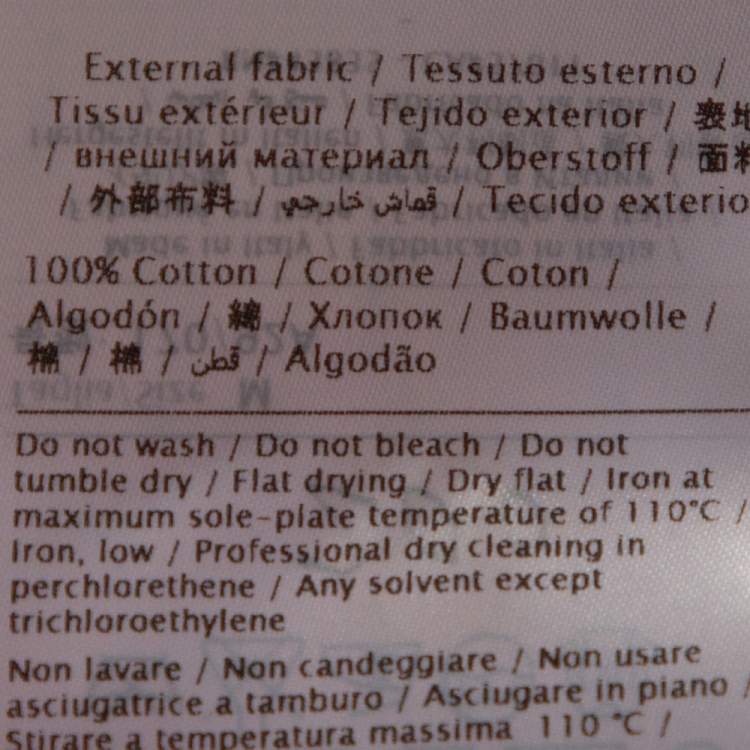 External fabric / Tessuto esterno /
Tissu extérieur / Tejido exterior / 表地
/ внешний материал / Oberstoff / 面料
/ 外部布料 / قماش خارجي / Tecido exterio
100% Cotton / Cotone / Coton /
Algodón / 綿 / Хлопок / Baumwolle /
棉 / 棉 / قطن / Algodão
Do not wash / Do not bleach / Do not
tumble dry / Flat drying / Dry flat / Iron at
maximum sole-plate temperature of 110°C /
Iron, low / Professional dry cleaning in
perchlorethene / Any solvent except
trichloroethylene
Non lavare / Non candeggiare / Non usare
asciugatrice a tamburo / Asciugare in piano /
Stirare a temperatura massima 110 °C /